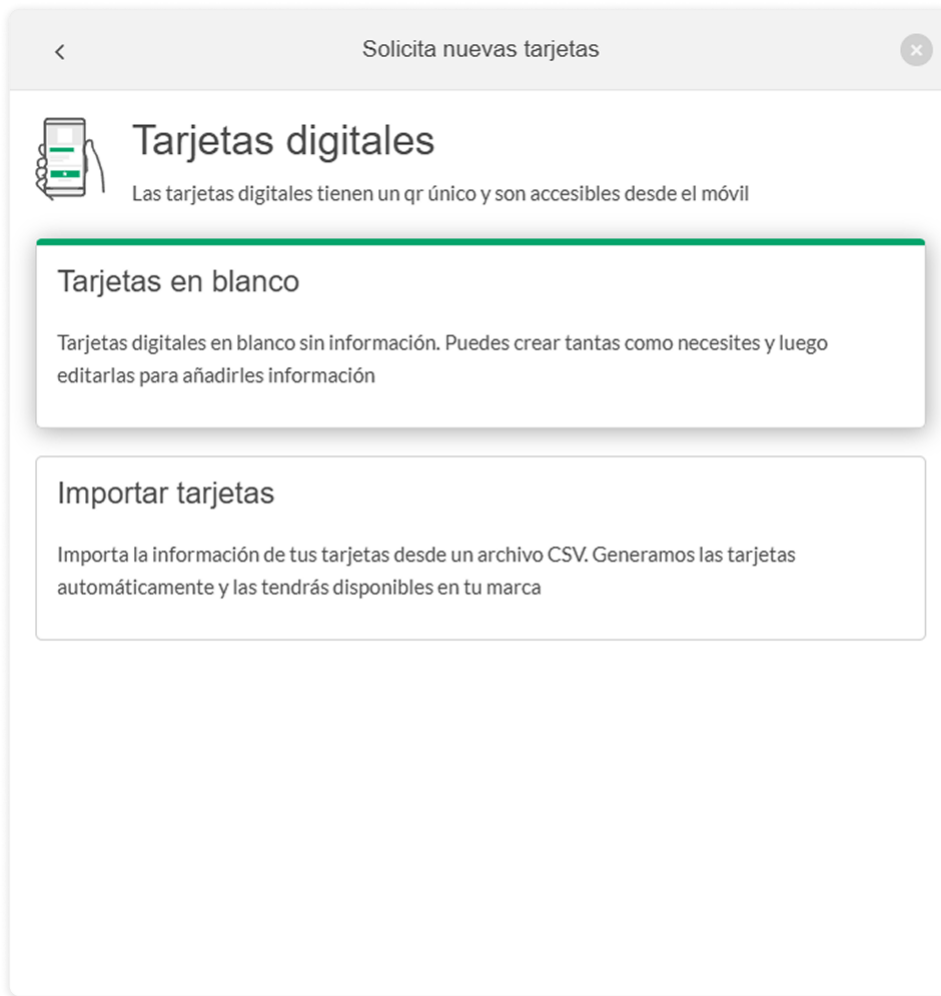 Solicita nuevas tarjetas
Tarjetas digitales
Las tarjetas digitales tienen un qr único y son accesibles desde el móvil
Tarjetas en blanco
Tarjetas digitales en blanco sin información. Puedes crear tantas como necesites y luego
editarlas para añadirles información
Importar tarjetas
Importa la información de tus tarjetas desde un archivo CSV. Generamos las tarjetas
automáticamente y las tendrás disponibles en tu marca